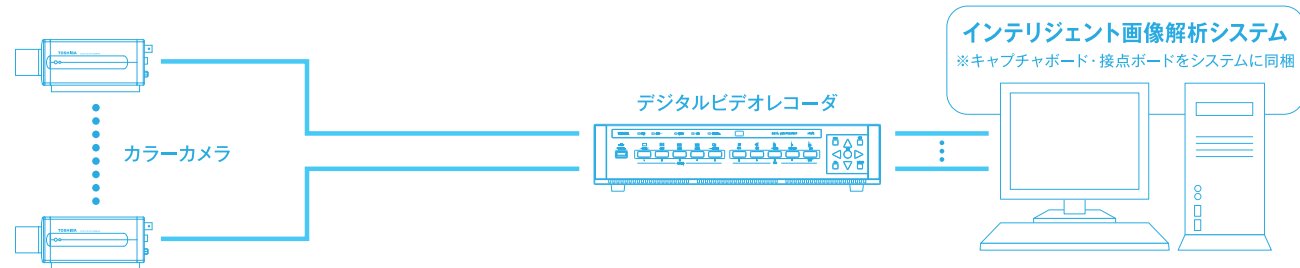 インテリジェント画像解析システム
※キャプチャボード・接点ボードをシステムに同梱
デジタルビデオレコーダ
カラーカメラ
TOSHIBA
TOSHIBA